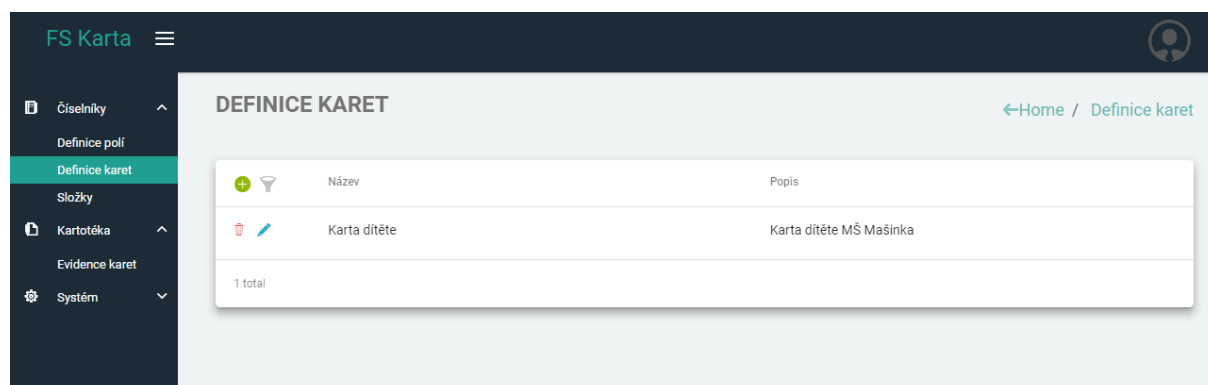 FS Karta
Číselníky
Definice polí
Definice karet
Složky
Kartotéka
Evidence karet
Systém
DEFINICE KARET
Home / Definice karet
Název Popis
Karta dítěte Karta dítěte MŠ Mašinka
1 total